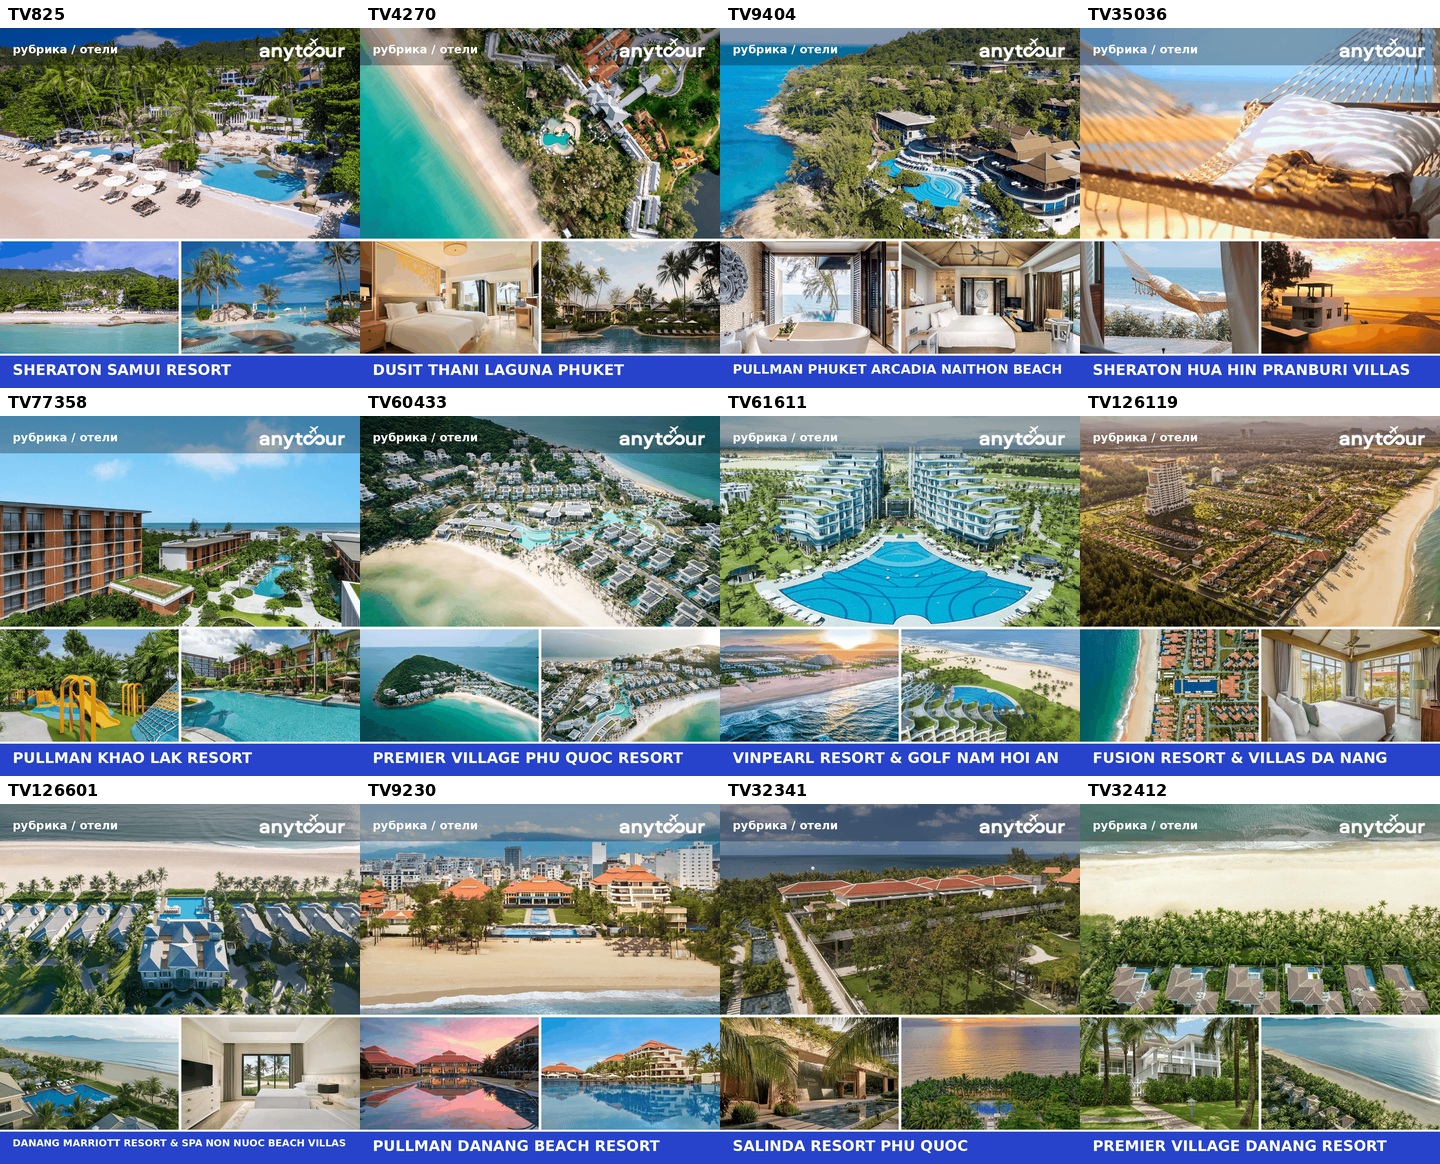 TV825
рубрика / отели
anytour
SHERATON SAMUI RESORT
TV4270
рубрика / отели
anytour
DUSIT THANI LAGUNA PHUKET
TV9404
рубрика / отели
anytour
PULLMAN PHUKET ARCADIA NAITHON BEACH
TV35036
рубрика / отели
anytour
SHERATON HUA HIN PRANBURI VILLAS
TV77358
рубрика / отели
anytour
PULLMAN KHAO LAK RESORT
TV60433
рубрика / отели
anytour
PREMIER VILLAGE PHU QUOC RESORT
TV61611
рубрика / отели
anytour
VINPEARL RESORT & GOLF NAM HOI AN
TV126119
рубрика / отели
anytour
FUSION RESORT & VILLAS DA NANG
TV126601
рубрика / отели
anytour
DANANG MARRIOTT RESORT & SPA NON NUOC BEACH VILLAS
TV9230
рубрика / отели
anytour
PULLMAN DANANG BEACH RESORT
TV32341
рубрика / отели
anytour
SALINDA RESORT PHU QUOC
TV32412
рубрика / отели
anytour
PREMIER VILLAGE DANANG RESORT